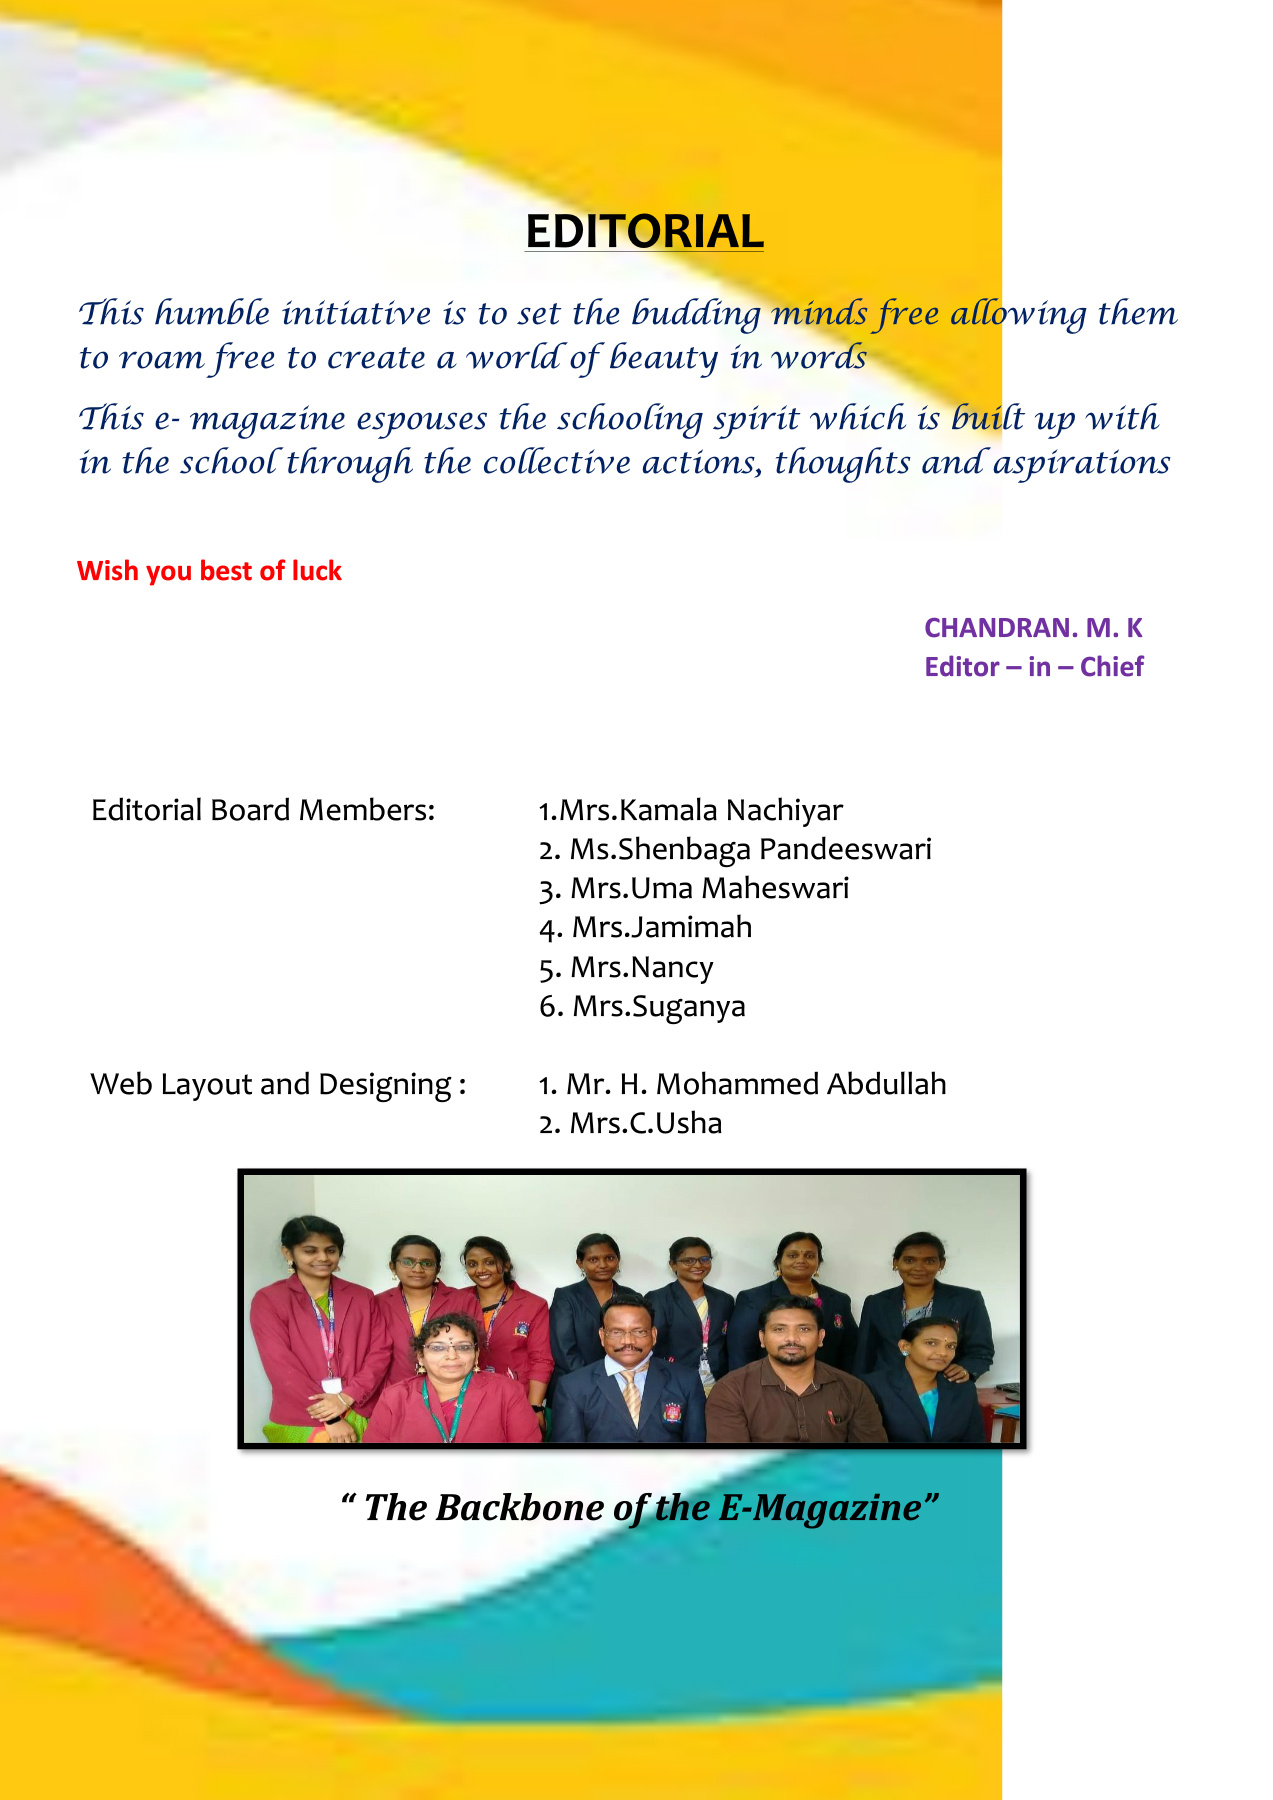 EDITORIAL
This humble initiative is to set the budding minds free allowing them
to roam free to create a world of beauty in words
This e- magazine espouses the schooling spirit which is built up with
in the school through the collective actions, thoughts and aspirations
Wish you best of luck
CHANDRAN. M. K
Editor – in – Chief
Editorial Board Members: 1.Mrs.Kamala Nachiyar
2. Ms.Shenbaga Pandeeswari
3. Mrs.Uma Maheswari
4. Mrs.Jamimah
5. Mrs.Nancy
6. Mrs.Suganya
Web Layout and Designing : 1. Mr. H. Mohammed Abdullah
2. Mrs.C.Usha
“ The Backbone of the E-Magazine”